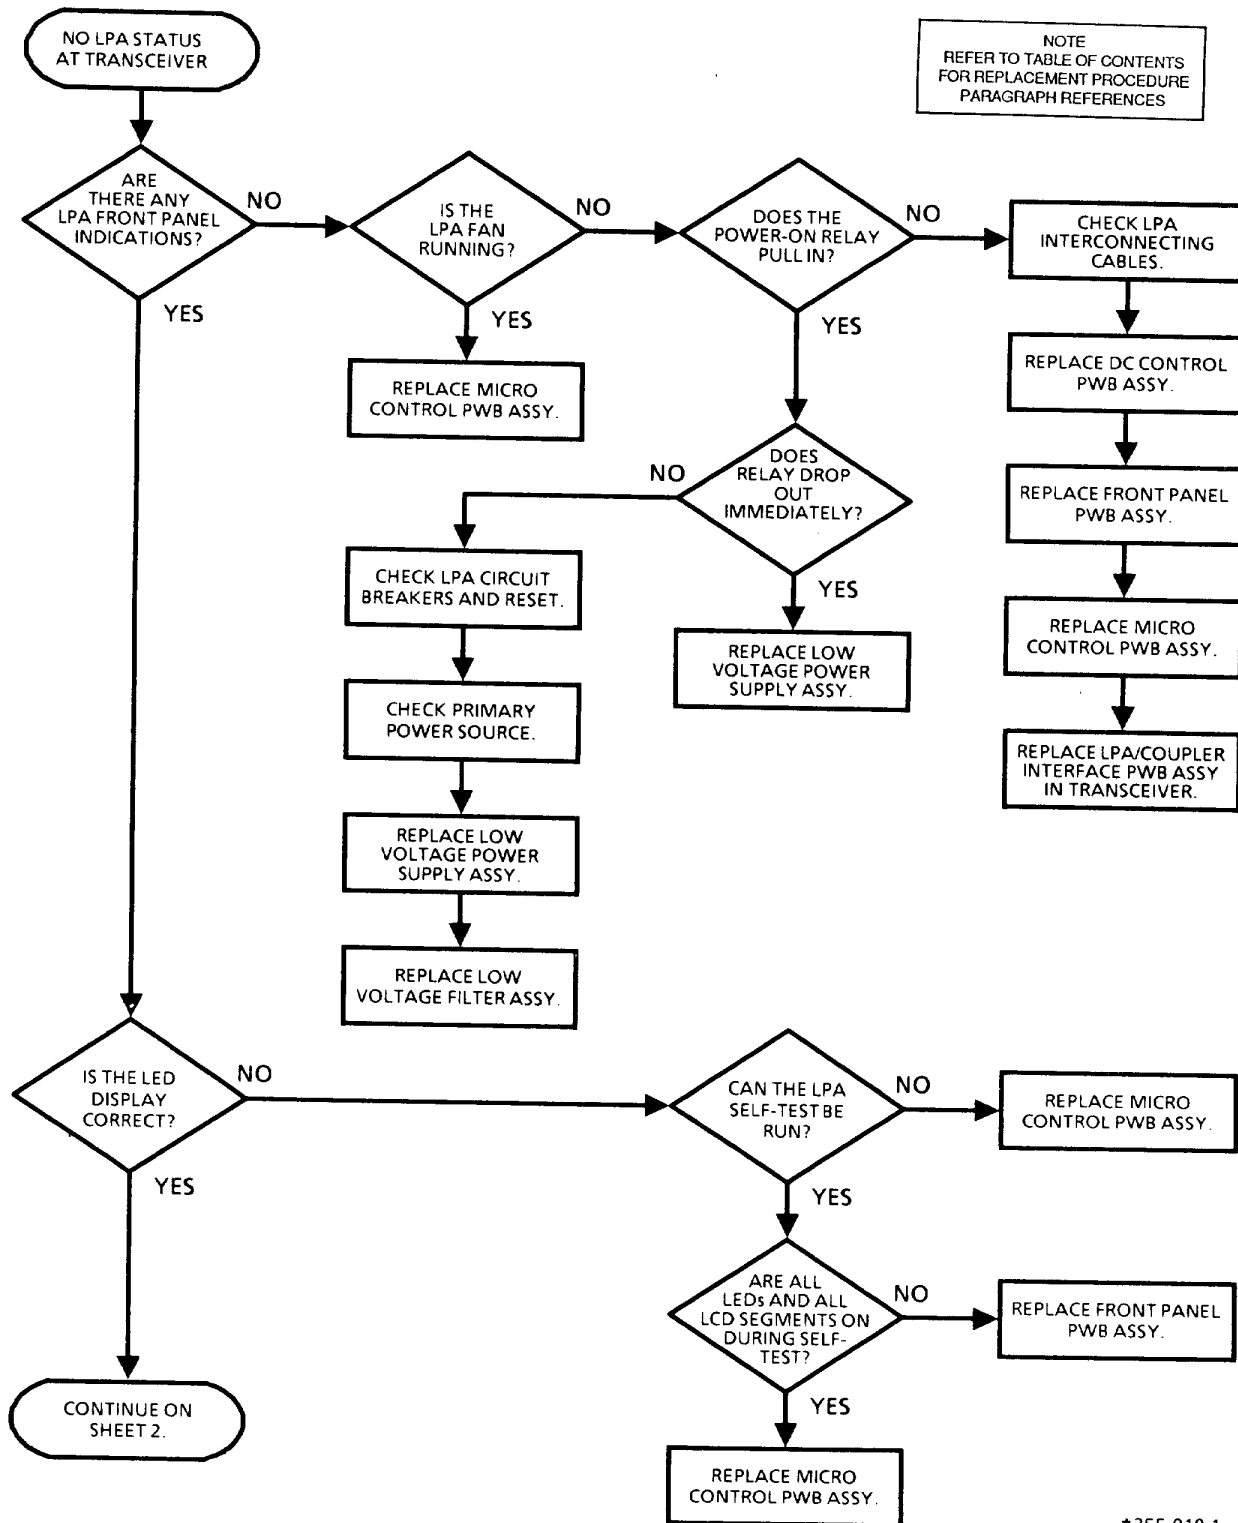 NO LPA STATUS
AT TRANSCEIVER
NOTE
REFER TO TABLE OF CONTENTS
FOR REPLACEMENT PROCEDURE
PARAGRAPH REFERENCES
ARE
THERE ANY
LPA FRONT PANEL
INDICATIONS?
NO
YES
IS THE
LPA FAN
RUNNING?
NO
YES
DOES THE
POWER-ON RELAY
PULL IN?
NO
YES
CHECK LPA
INTERCONNECTING
CABLES.
REPLACE MICRO
CONTROL PWB ASSY.
REPLACE DC CONTROL
PWB ASSY.
DOES
RELAY DROP
OUT
IMMEDIATELY?
NO
YES
REPLACE FRONT PANEL
PWB ASSY.
CHECK LPA CIRCUIT
BREAKERS AND RESET.
REPLACE LOW
VOLTAGE POWER
SUPPLY ASSY.
REPLACE MICRO
CONTROL PWB ASSY.
CHECK PRIMARY
POWER SOURCE.
REPLACE LPA/COUPLER
INTERFACE PWB ASSY
IN TRANSCEIVER.
REPLACE LOW
VOLTAGE POWER
SUPPLY ASSY.
REPLACE LOW
VOLTAGE FILTER ASSY.
IS THE LED
DISPLAY
CORRECT?
NO
YES
CAN THE LPA
SELF-TEST BE
RUN?
NO
YES
REPLACE MICRO
CONTROL PWB ASSY.
ARE ALL
LEDs AND ALL
LCD SEGMENTS ON
DURING SELF-
TEST?
NO
YES
REPLACE FRONT PANEL
PWB ASSY.
CONTINUE ON
SHEET 2.
REPLACE MICRO
CONTROL PWB ASSY.